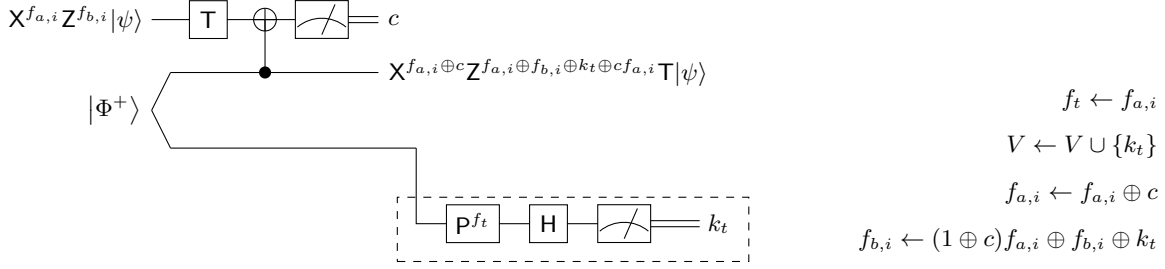 X^{f_{a,i}}Z^{f_{b,i}}|ψ⟩ T c
X^{f_{a,i}⊕c}Z^{f_{a,i}⊕f_{b,i}⊕k_t⊕cf_{a,i}}T|ψ⟩
|Φ^+⟩
P^{f_t} H k_t
f_t ← f_{a,i}
V ← V ∪ {k_t}
f_{a,i} ← f_{a,i} ⊕ c
f_{b,i} ← (1 ⊕ c)f_{a,i} ⊕ f_{b,i} ⊕ k_t